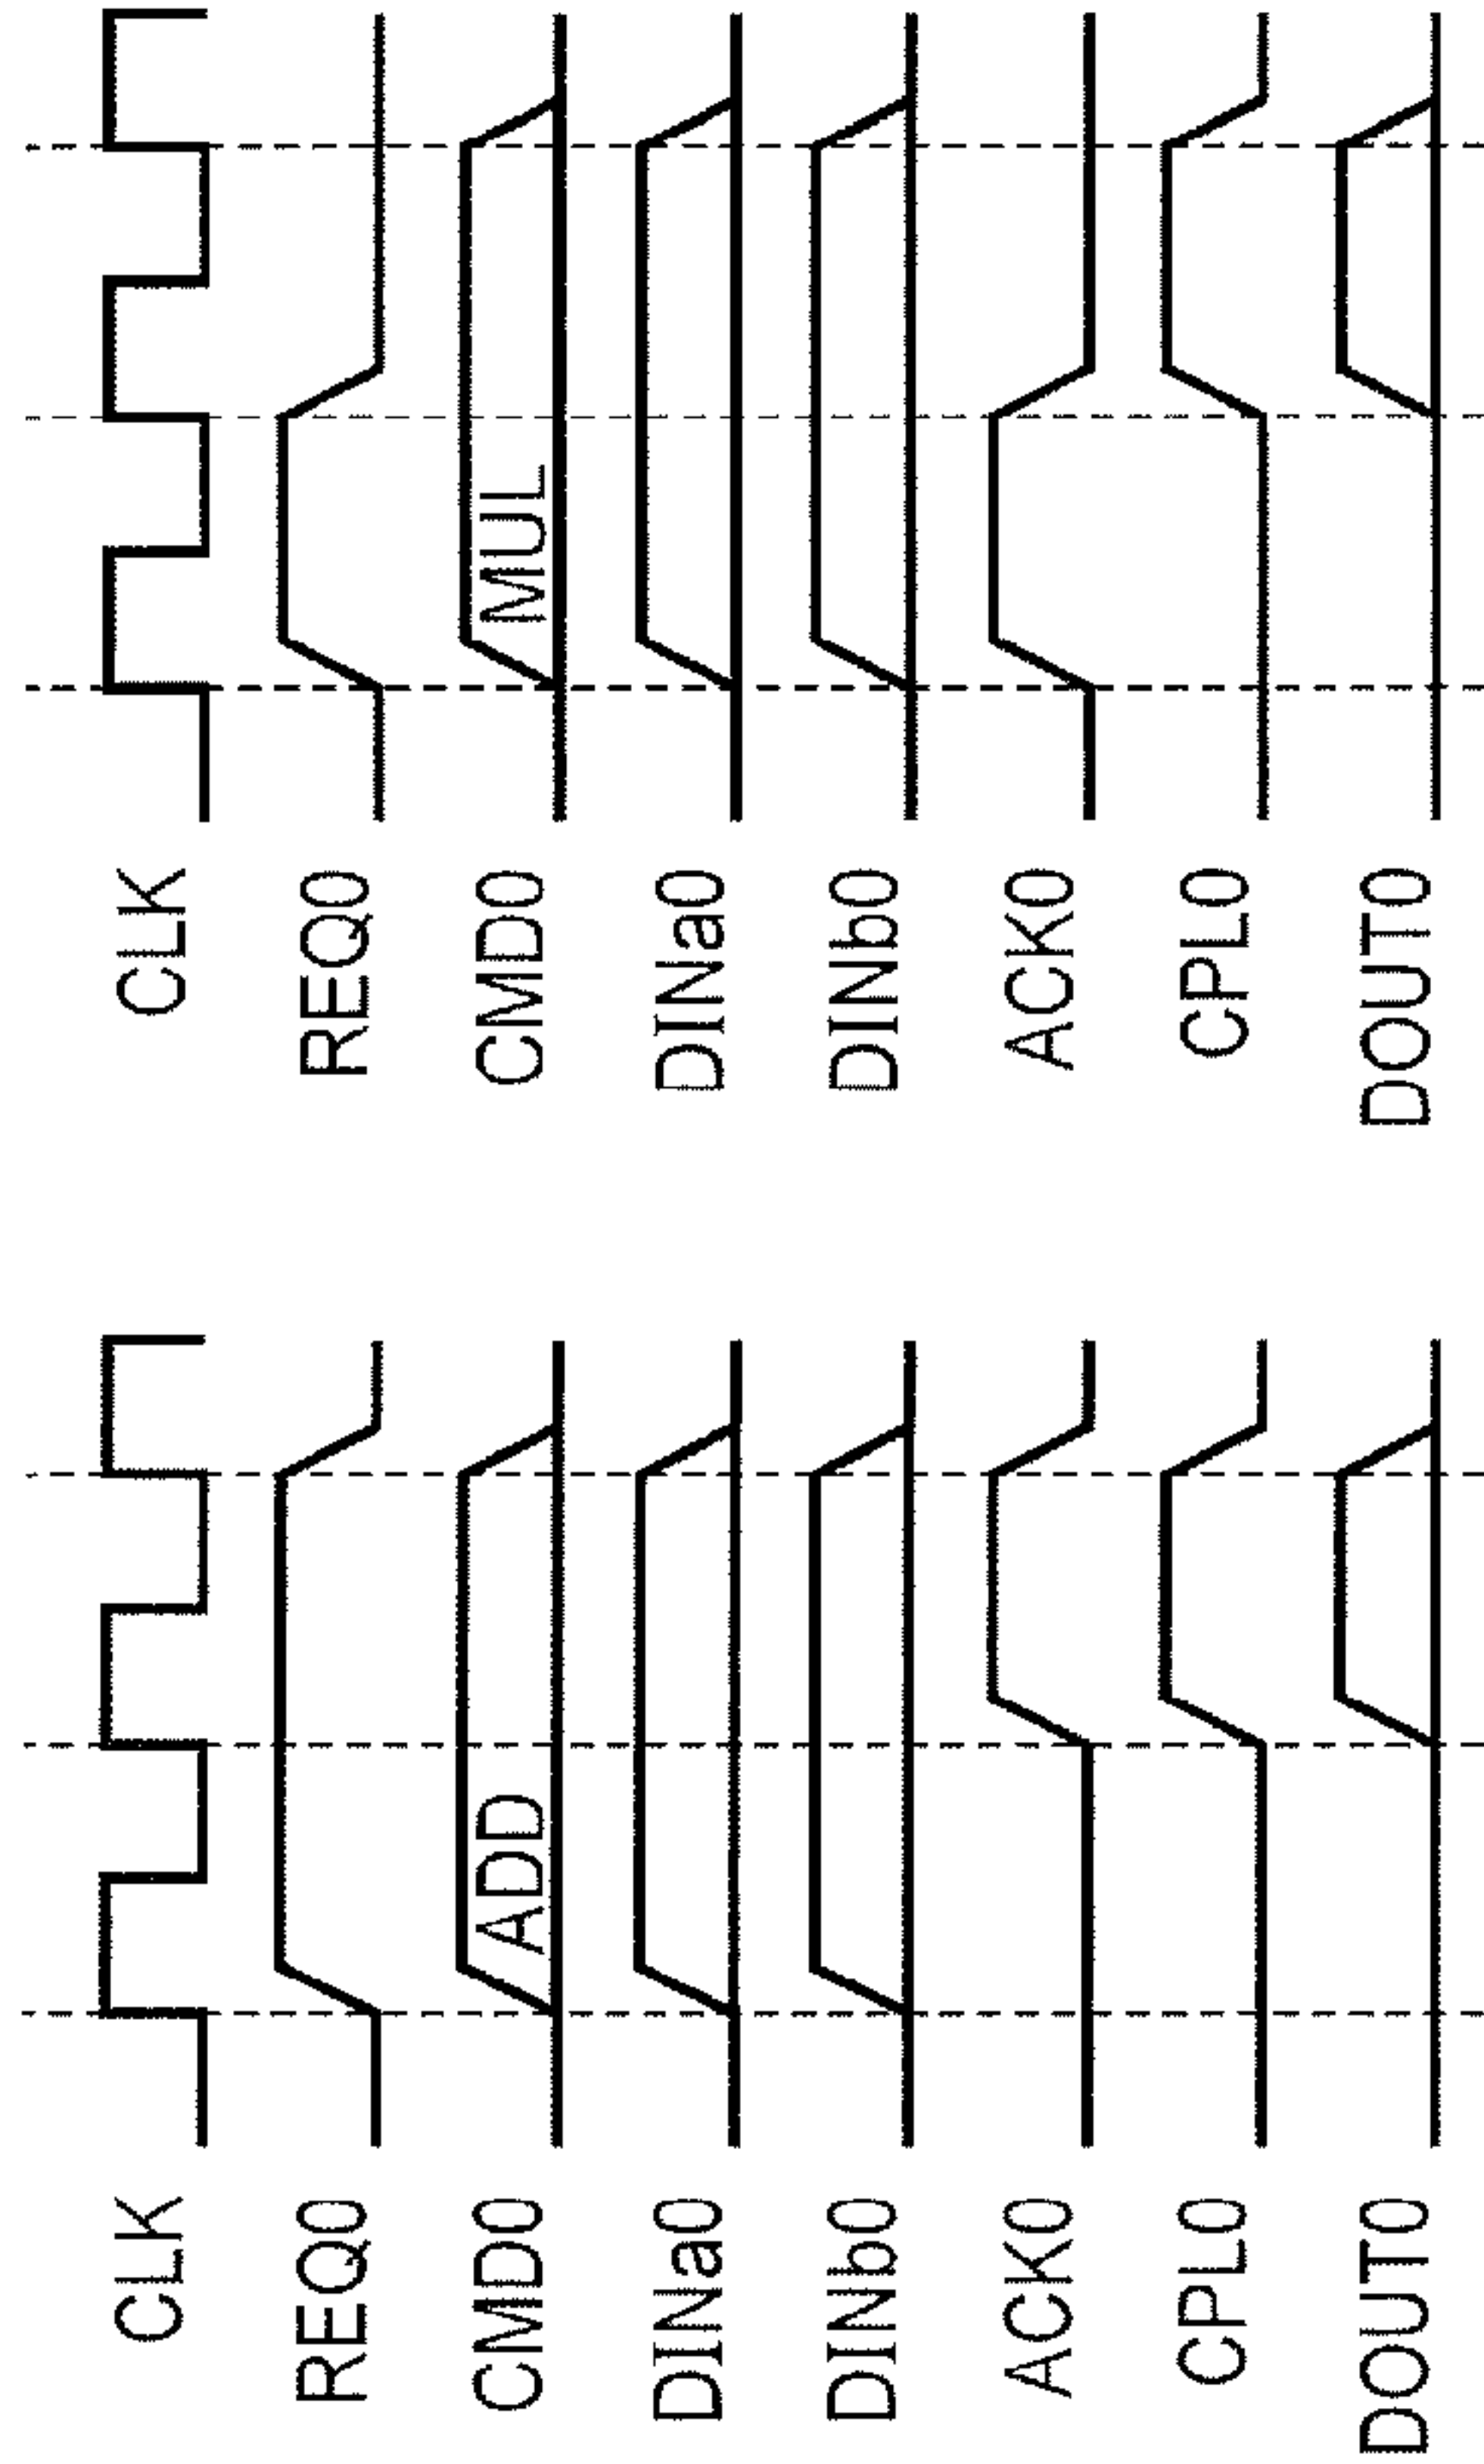 CLK
REQ0
CMD0
ADD
DINa0
DINb0
ACK0
CPL0
DOUT0
CLK
REQ0
CMD0
MUL
DINa0
DINb0
ACK0
CPL0
DOUT0